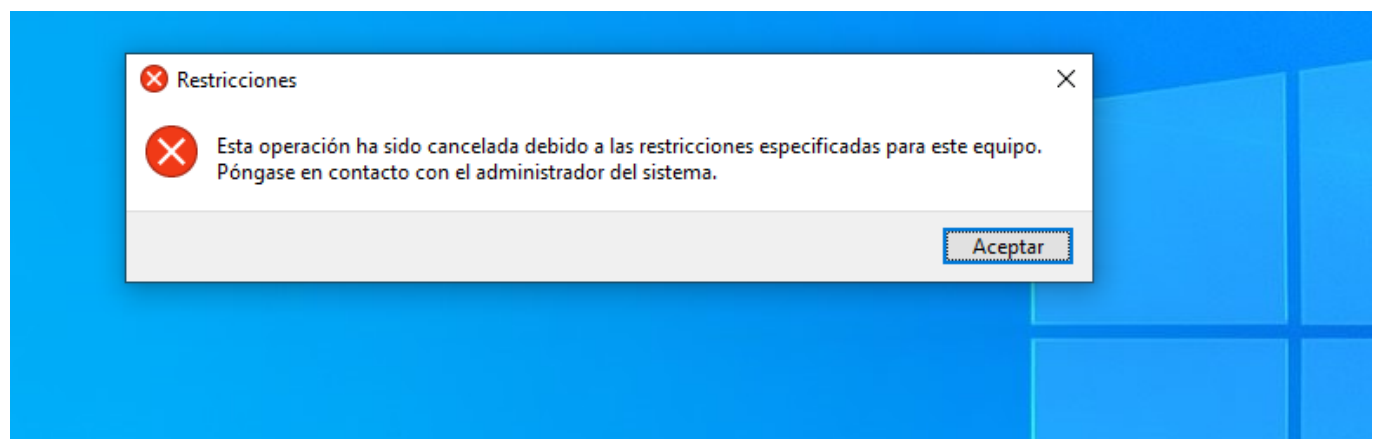 Restricciones
Esta operación ha sido cancelada debido a las restricciones especificadas para este equipo.
Póngase en contacto con el administrador del sistema.
Aceptar